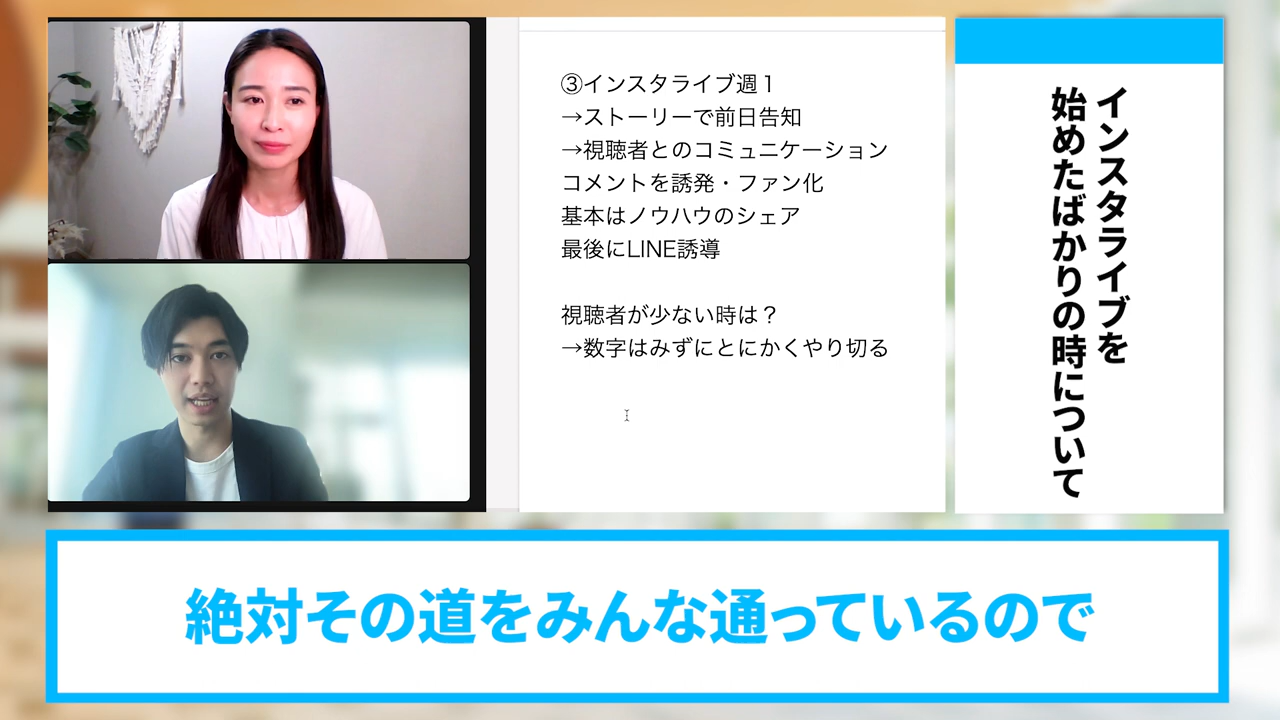 ③インスタライブ週１
→ストーリーで前日告知
→視聴者とのコミュニケーション
コメントを誘発・ファン化
基本はノウハウのシェア
最後にLINE誘導
視聴者が少ない時は？
→数字はみずにとにかくやり切る
インスタライブを
始めたばかりの時について
絶対その道をみんな通っているので